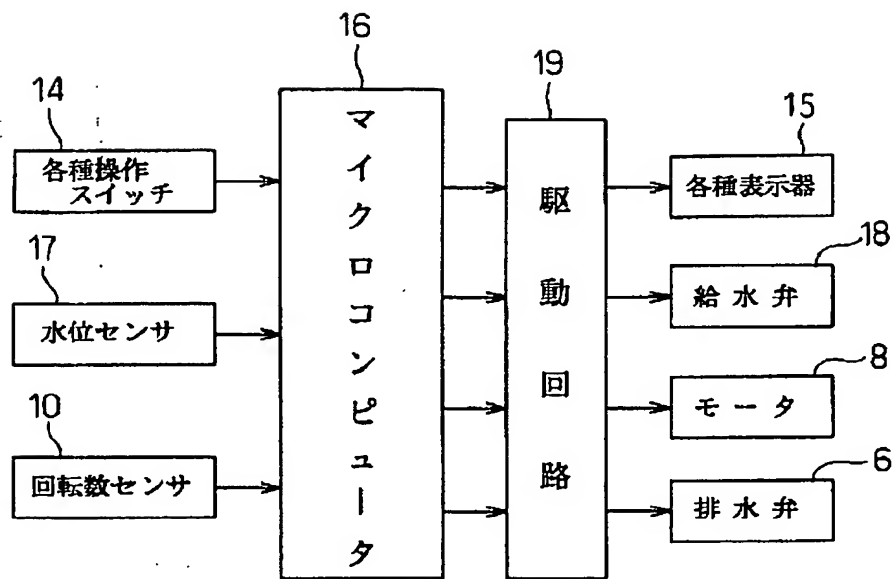 14
各種操作
スイッチ
17
水位センサ
10
回転数センサ
16
マイクロコンピュータ
19
駆動回路
15
各種表示器
18
給水弁
8
モータ
6
排水弁